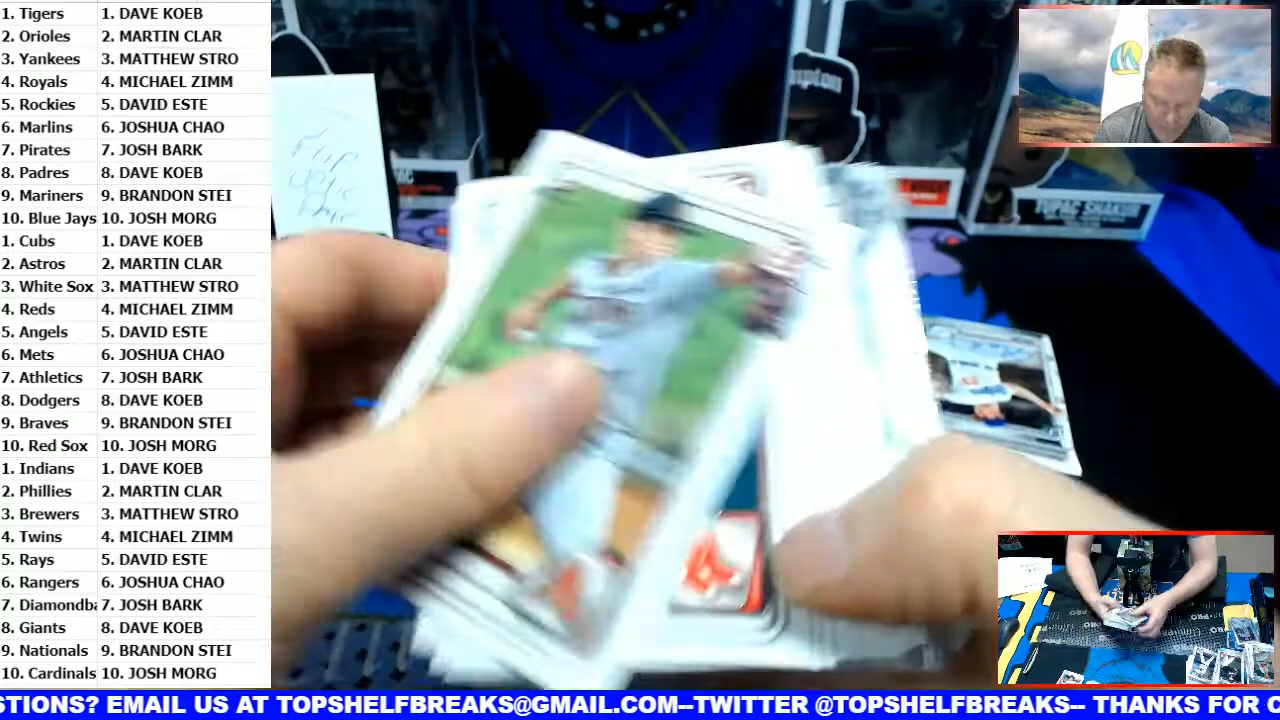 1. Tigers 1. DAVE KOEB
2. Orioles 2. MARTIN CLAR
3. Yankees 3. MATTHEW STRO
4. Royals 4. MICHAEL ZIMM
5. Rockies 5. DAVID ESTE
6. Marlins 6. JOSHUA CHAO
7. Pirates 7. JOSH BARK
8. Padres 8. DAVE KOEB
9. Mariners 9. BRANDON STEI
10. Blue Jays 10. JOSH MORG
1. Cubs 1. DAVE KOEB
2. Astros 2. MARTIN CLAR
3. White Sox 3. MATTHEW STRO
4. Reds 4. MICHAEL ZIMM
5. Angels 5. DAVID ESTE
6. Mets 6. JOSHUA CHAO
7. Athletics 7. JOSH BARK
8. Dodgers 8. DAVE KOEB
9. Braves 9. BRANDON STEI
10. Red Sox 10. JOSH MORG
1. Indians 1. DAVE KOEB
2. Phillies 2. MARTIN CLAR
3. Brewers 3. MATTHEW STRO
4. Twins 4. MICHAEL ZIMM
5. Rays 5. DAVID ESTE
6. Rangers 6. JOSHUA CHAO
7. Diamondba 7. JOSH BARK
8. Giants 8. DAVE KOEB
9. Nationals 9. BRANDON STEI
10. Cardinals 10. JOSH MORG
mpton
TUPAC SHAKUR
STIONS? EMAIL US AT TOPSHELFBREAKS@GMAIL.COM--TWITTER @TOPSHELFBREAKS-- THANKS FOR C